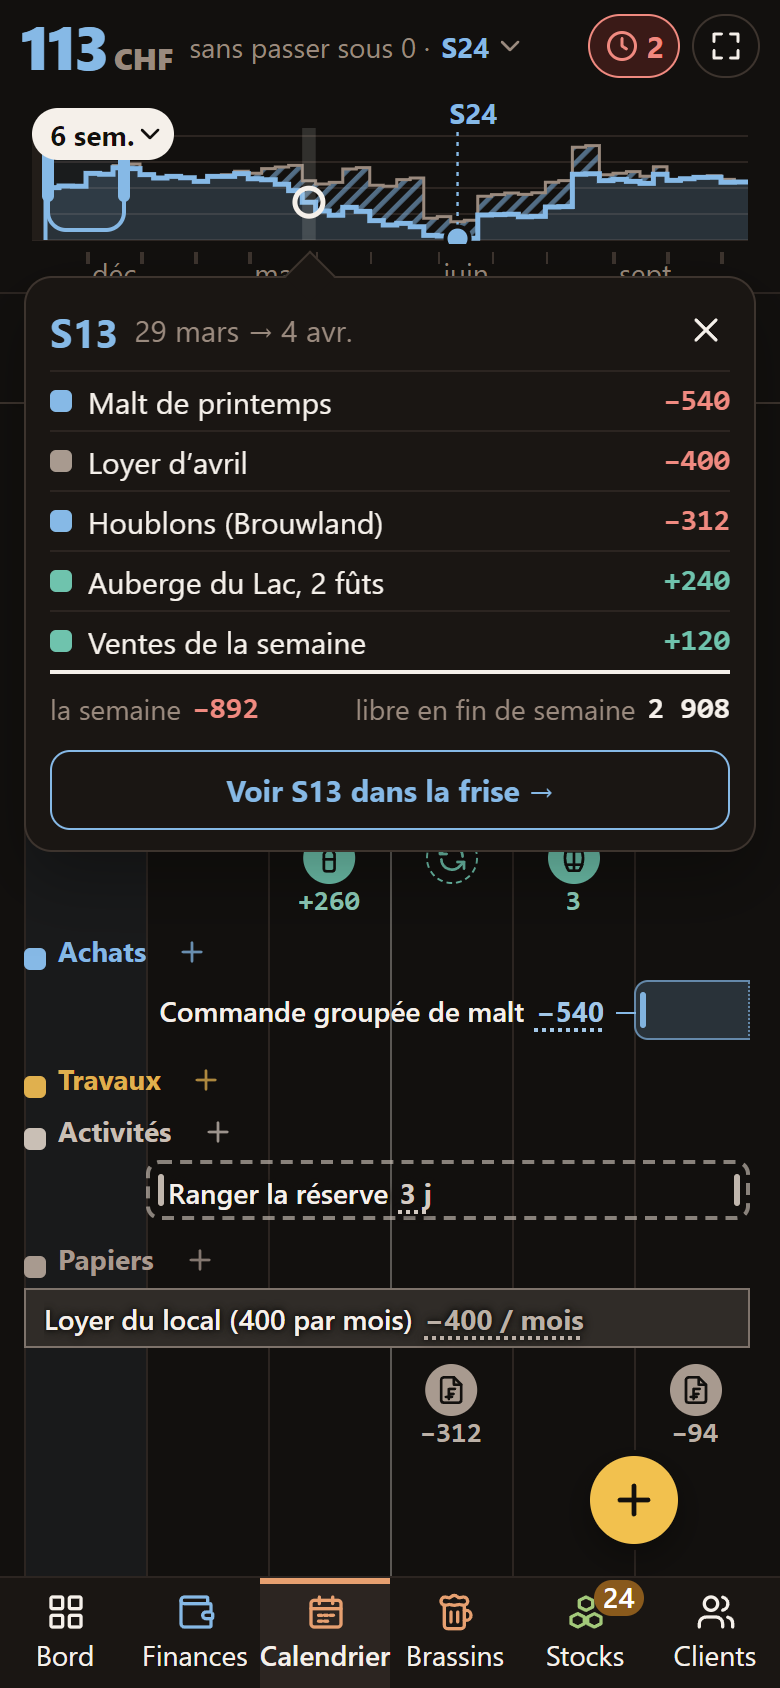 113 CHF sans passer sous 0 · S24
2
S24
6 sem.
déc
juin
sept
S13 29 mars → 4 avr.
Malt de printemps −540
Loyer d’avril −400
Houblons (Brouwland) −312
Auberge du Lac, 2 fûts +240
Ventes de la semaine +120
la semaine −892 libre en fin de semaine 2 908
Voir S13 dans la frise →
+260 3
Achats +
Commande groupée de malt −540
Travaux +
Activités +
Ranger la réserve 3 j
Papiers +
Loyer du local (400 par mois) −400 / mois
−312 −94
+
24
Bord Finances Calendrier Brassins Stocks Clients